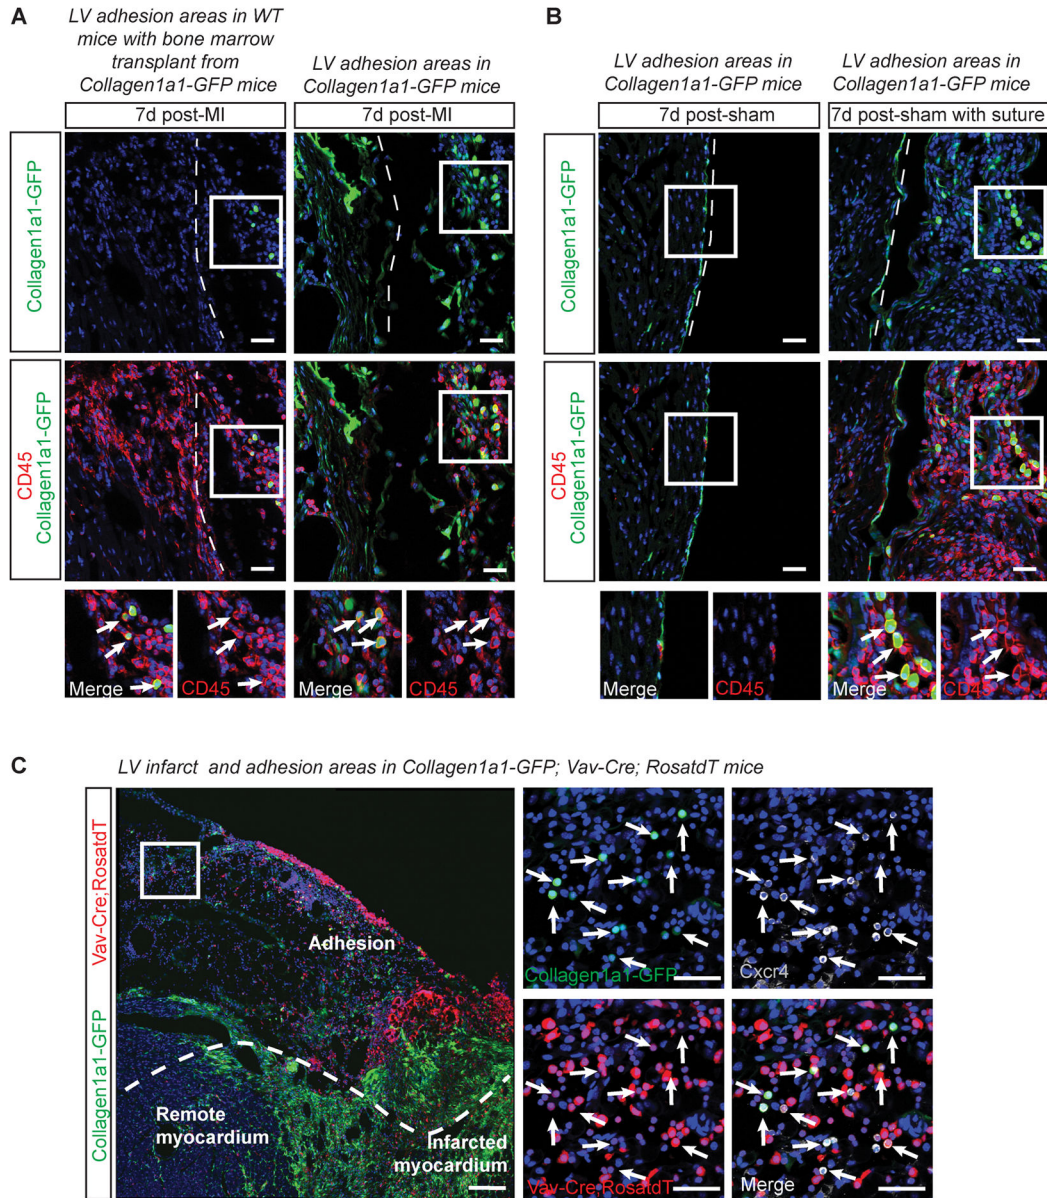 A
LV adhesion areas in WT
mice with bone marrow
transplant from
Collagen1a1-GFP mice
LV adhesion areas in
Collagen1a1-GFP mice
7d post-MI
7d post-MI
Collagen1a1-GFP
CD45
Collagen1a1-GFP
Merge
CD45
Merge
CD45
B
LV adhesion areas in
Collagen1a1-GFP mice
LV adhesion areas in
Collagen1a1-GFP mice
7d post-sham
7d post-sham with suture
Collagen1a1-GFP
CD45
Collagen1a1-GFP
Merge
CD45
Merge
CD45
C
LV infarct and adhesion areas in Collagen1a1-GFP; Vav-Cre; RosatdT mice
Vav-Cre;RosatdT
Collagen1a1-GFP
Adhesion
Remote
myocardium
Infarcted
myocardium
Collagen1a1-GFP
Cxcr4
Vav-Cre;RosatdT
Merge